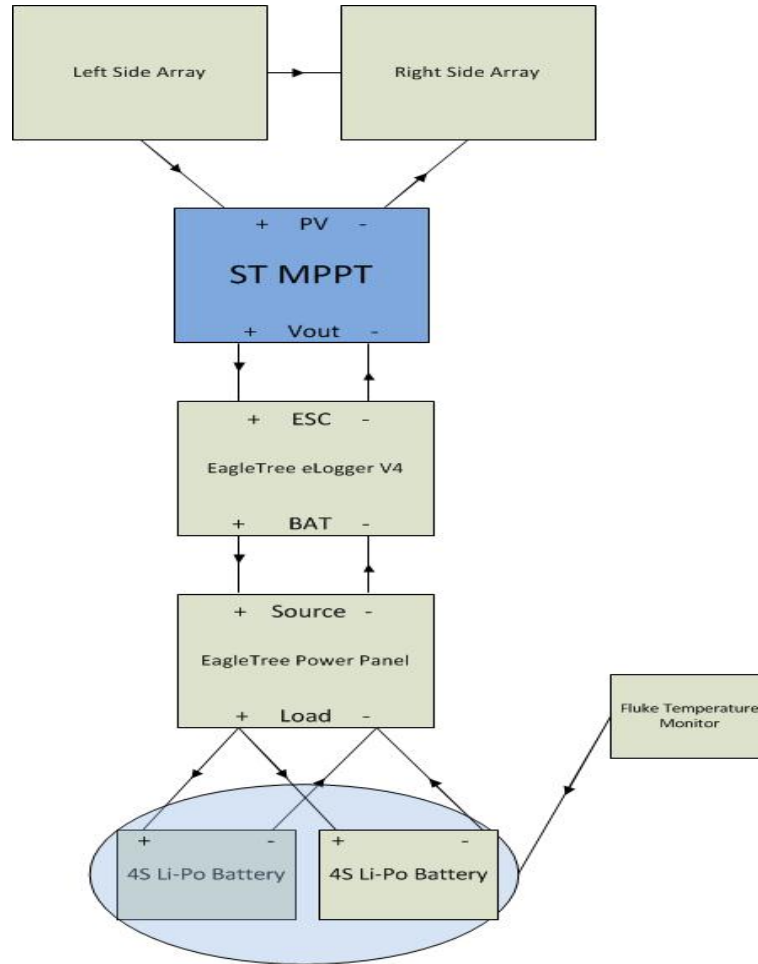 Left Side Array
Right Side Array
+ PV -
ST MPPT
+ Vout -
+ ESC -
EagleTree eLogger V4
+ BAT -
+ Source -
EagleTree Power Panel
+ Load -
Fluke Temperature
Monitor
+ -
4S Li-Po Battery
+ -
4S Li-Po Battery